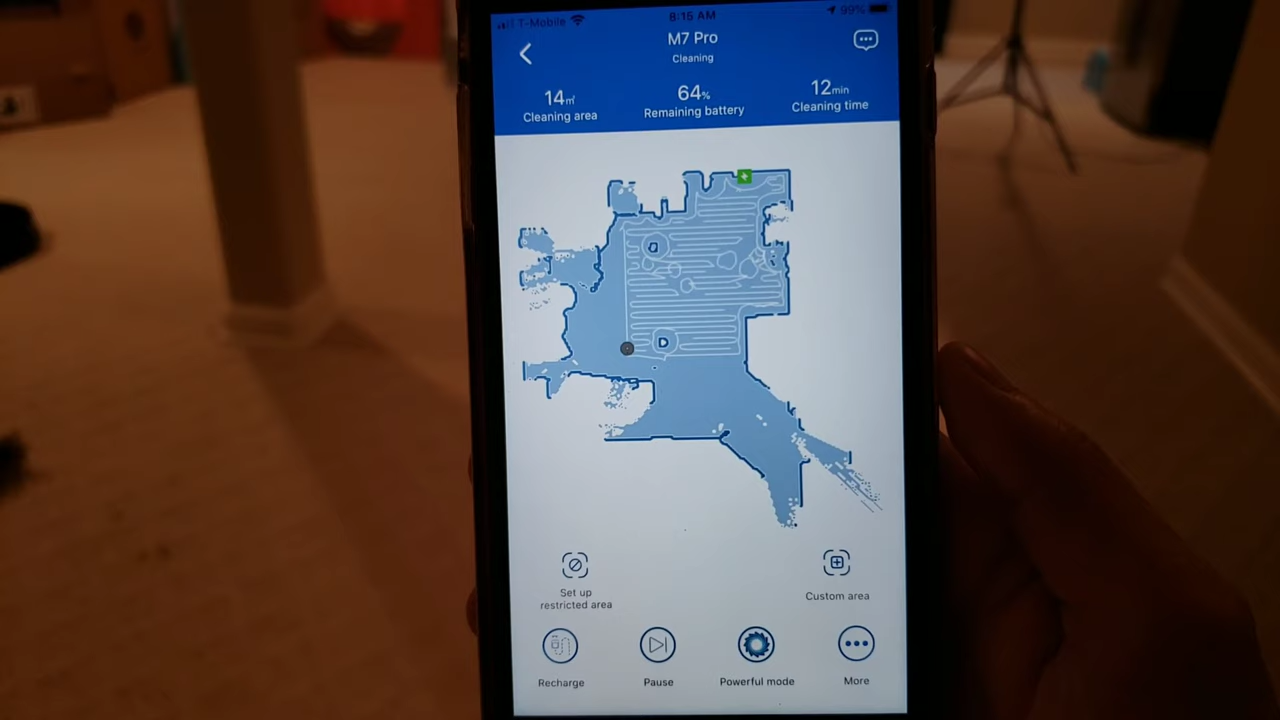 T-Mobile
8:15 AM
99%
M7 Pro
Cleaning
14㎡
64%
12min
Cleaning area
Remaining battery
Cleaning time
Set up
restricted area
Custom area
Recharge
Pause
Powerful mode
More